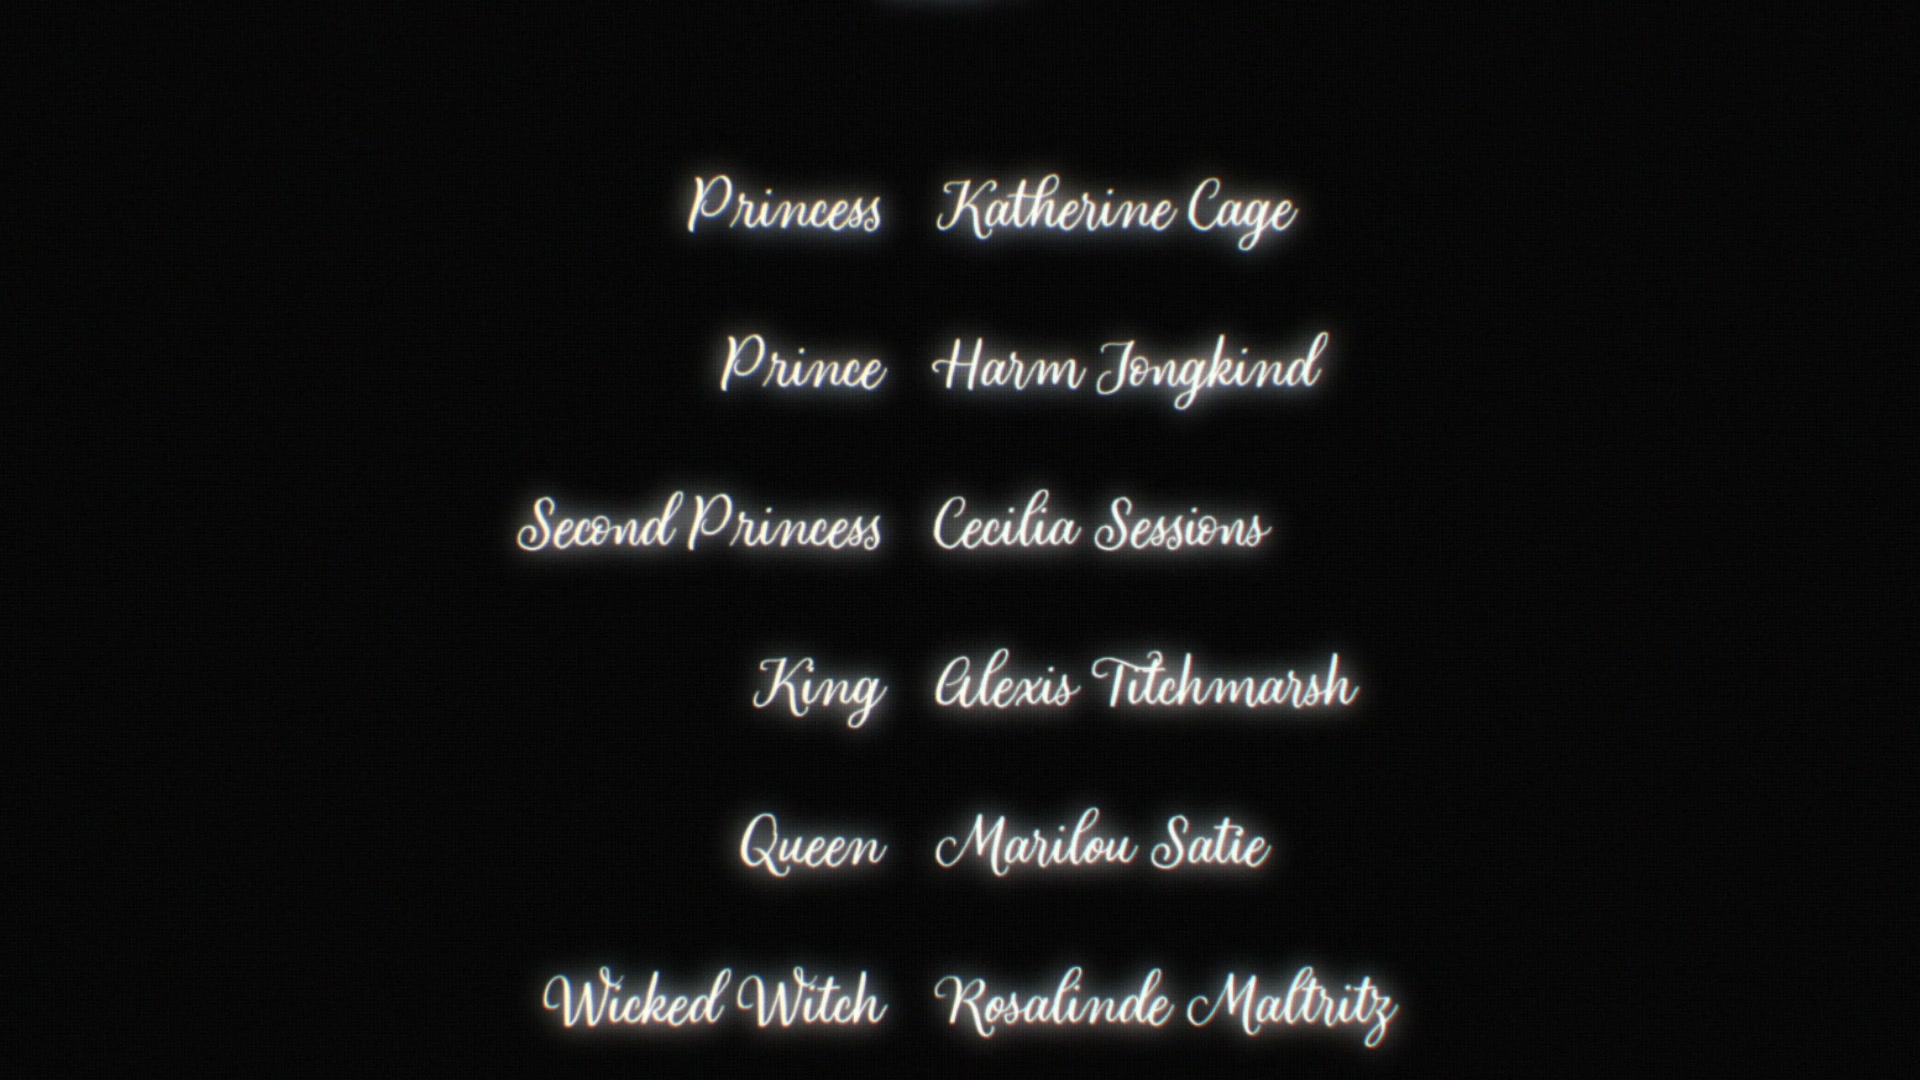 Princess Katherine Cage
Prince Harm Jongkind
Second Princess Cecilia Sessions
King Alexis Titchmarsh
Queen Marilou Satie
Wicked Witch Rosalinde Maltritz